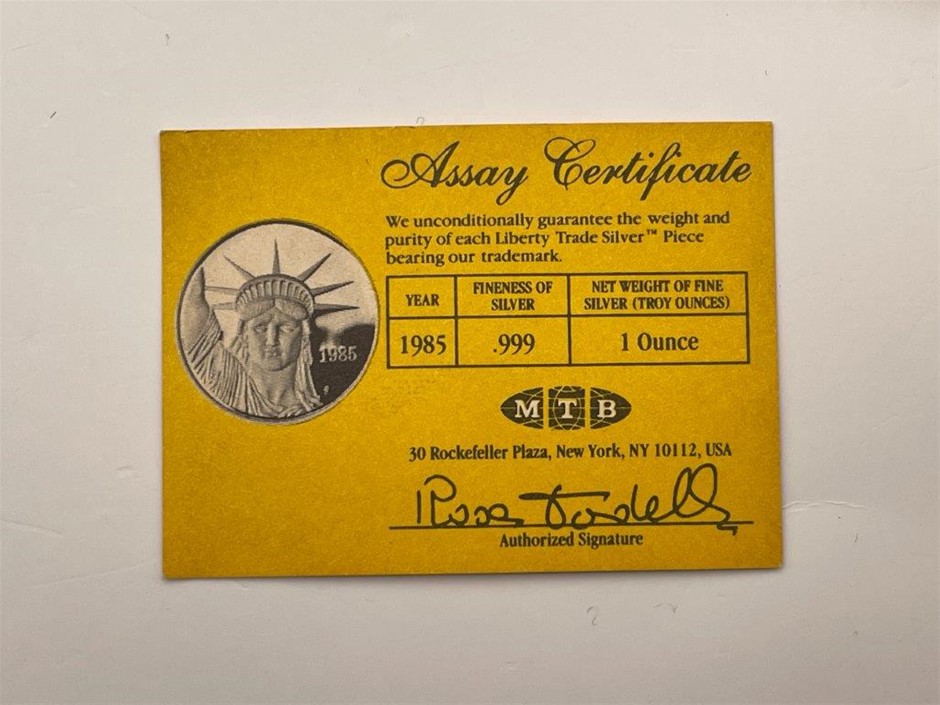 Assay Certificate
We unconditionally guarantee the weight and
purity of each Liberty Trade Silver™ Piece
bearing our trademark.
YEAR
FINENESS OF
SILVER
NET WEIGHT OF FINE
SILVER (TROY OUNCES)
1985
.999
1 Ounce
1985
MTB
30 Rockefeller Plaza, New York, NY 10112, USA
Authorized Signature